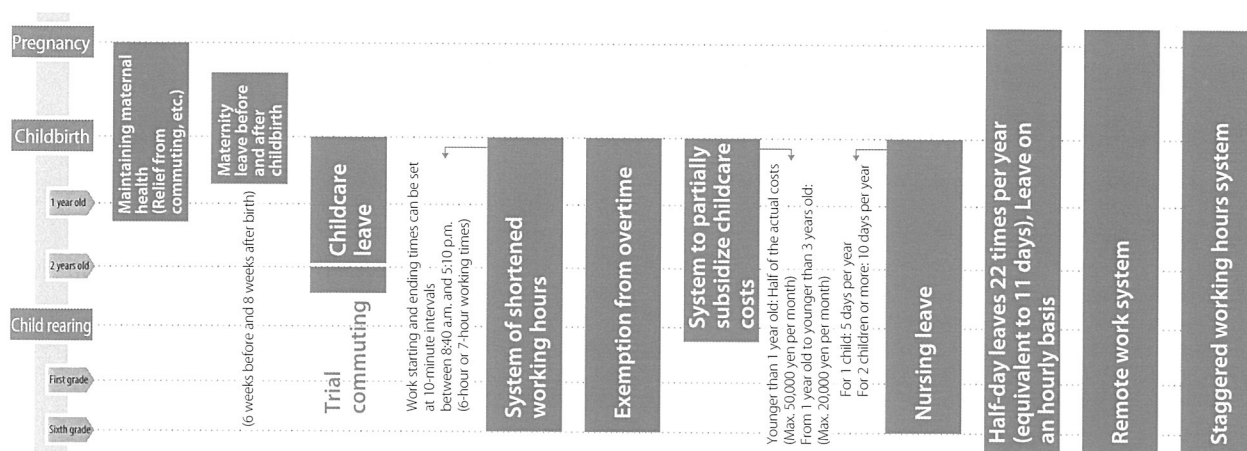 Pregnancy
Childbirth
1 year old
2 years old
Child rearing
First grade
Sixth grade
Maintaining maternal
health
(Relief from
commuting, etc.)
Maternity
leave before
and after
childbirth
(6 weeks before and 8 weeks after birth)
Childcare
leave
Trial
commuting
Work starting and ending times can be set
at 10-minute intervals
between 8:40 a.m. and 5:10 p.m.
(6-hour or 7-hour working times)
System of shortened
working hours
Exemption from overtime
System to partially
subsidize childcare
costs
Younger than 1 year old: Half of the actual costs
(Max. 50,000 yen per month)
From 1 year old to younger than 3 years old:
(Max. 20,000 yen per month)
For 1 child: 5 days per year
For 2 children or more: 10 days per year
Nursing leave
Half-day leaves 22 times per year
(equivalent to 11 days), Leave on
an hourly basis
Remote work system
Staggered working hours system